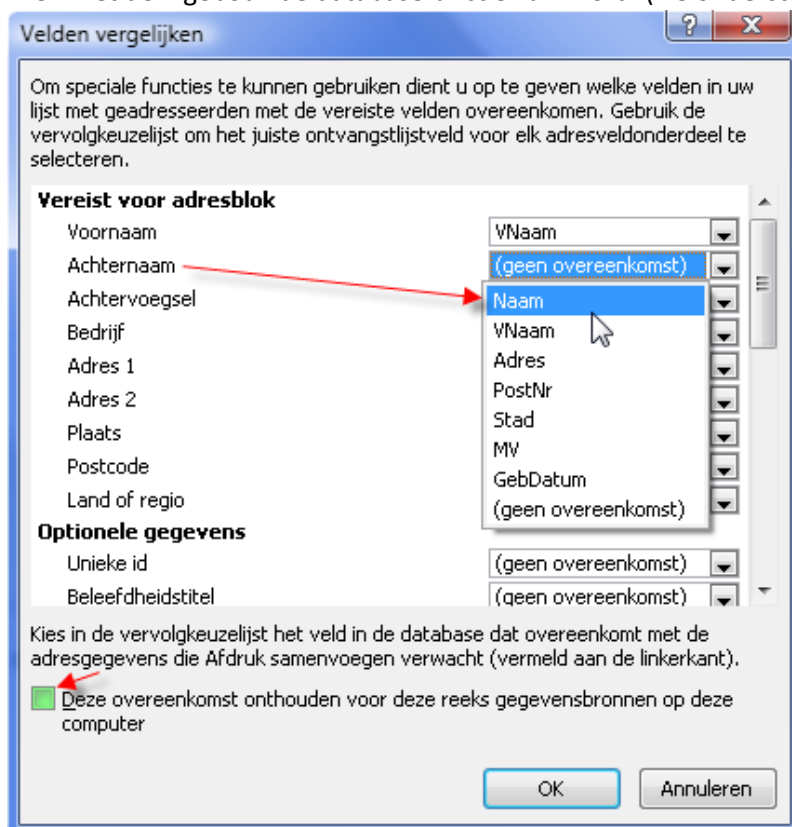 Velden vergelijken
Om speciale functies te kunnen gebruiken dient u op te geven welke velden in uw
lijst met geadresseerden met de vereiste velden overeenkomen. Gebruik de
vervolgkeuzelijst om het juiste ontvangstlijstveld voor elk adresveldonderdeel te
selecteren.
Vereist voor adresblok
Voornaam VNaam
Achternaam (geen overeenkomst)
Achtervoegsel Naam
Bedrijf VNaam
Adres 1 Adres
Adres 2 PostNr
Plaats Stad
MV
Postcode GebDatum
Land of regio (geen overeenkomst)
Optionele gegevens
Unieke id (geen overeenkomst)
Beleefdheidstitel (geen overeenkomst)
Kies in de vervolgkeuzelijst het veld in de database dat overeenkomt met de
adresgegevens die Afdruk samenvoegen verwacht (vermeld aan de linkerkant).
Deze overeenkomst onthouden voor deze reeks gegevensbronnen op deze
computer
OK Annuleren